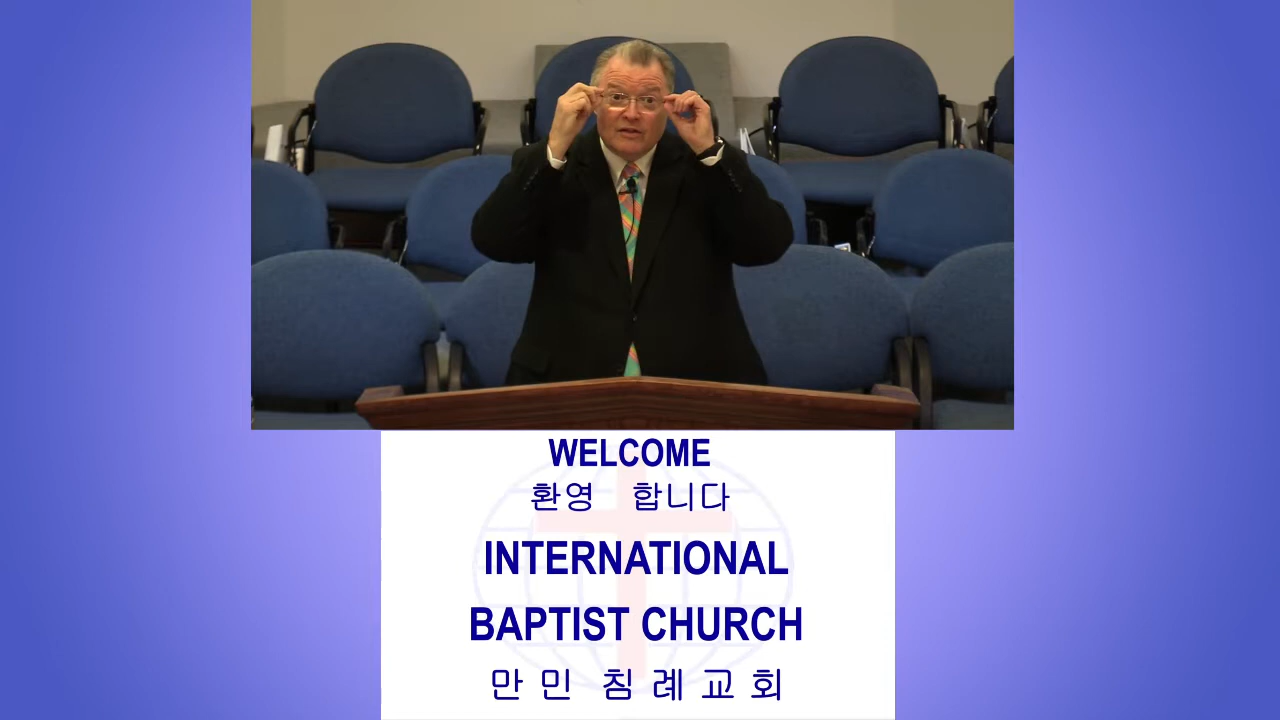 WELCOME
환영 합니다
INTERNATIONAL
BAPTIST CHURCH
만 민 침 례 교 회